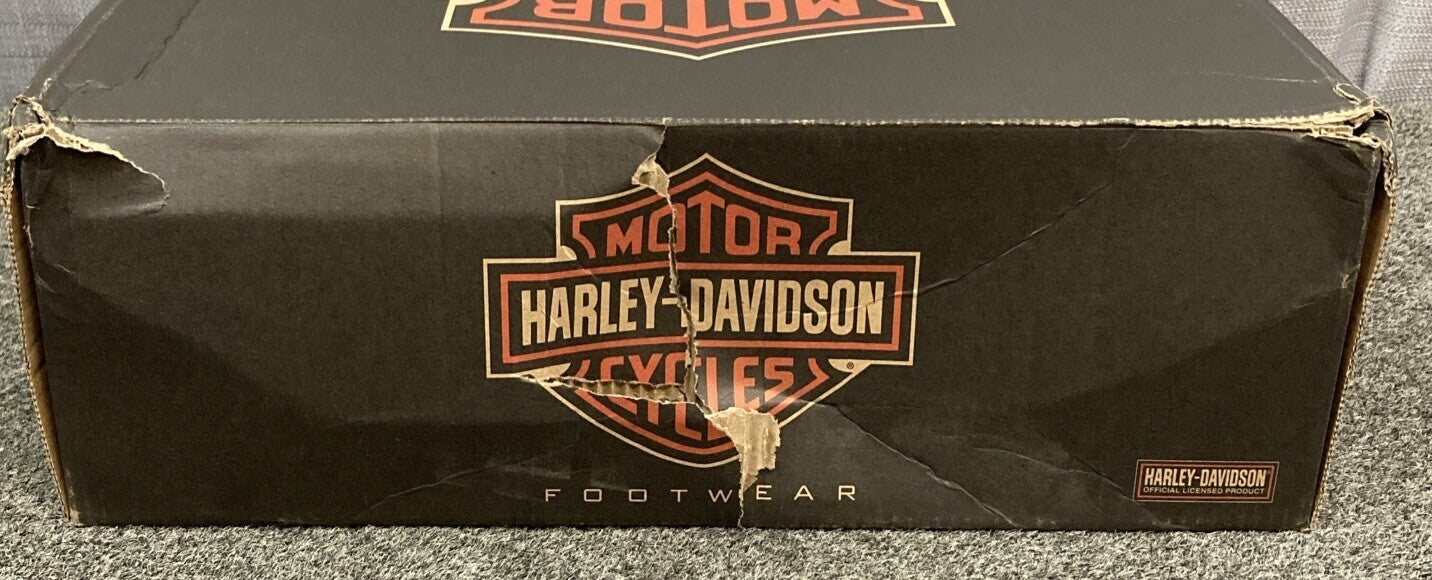 MOTOR
MOTOR
HARLEY-DAVIDSON
CYCLES
FOOTWEAR
HARLEY-DAVIDSON
OFFICIAL LICENSED PRODUCT